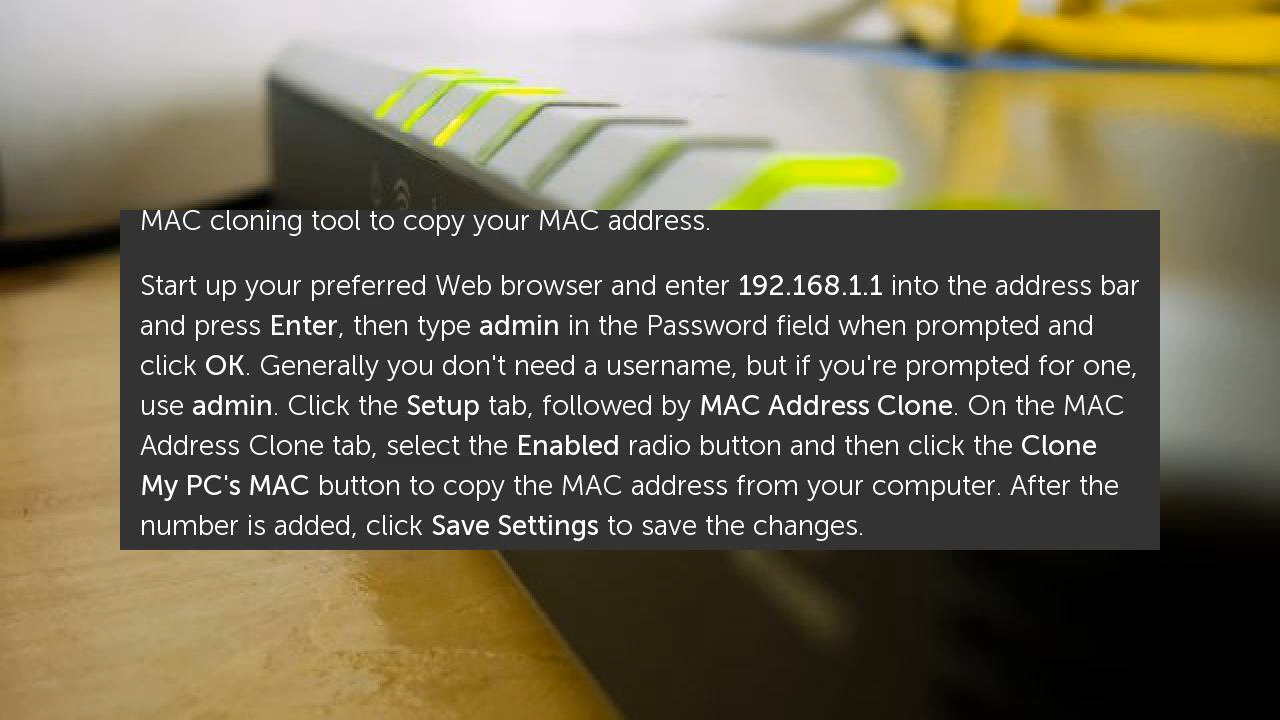 MAC cloning tool to copy your MAC address.
Start up your preferred Web browser and enter 192.168.1.1 into the address bar
and press Enter, then type admin in the Password field when prompted and
click OK. Generally you don't need a username, but if you're prompted for one,
use admin. Click the Setup tab, followed by MAC Address Clone. On the MAC
Address Clone tab, select the Enabled radio button and then click the Clone
My PC's MAC button to copy the MAC address from your computer. After the
number is added, click Save Settings to save the changes.